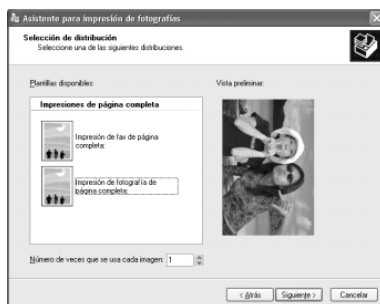 Asistente para impresión de fotografías
Selección de distribución
Seleccione una de las siguientes distribuciones.
Plantillas disponibles:
Vista preliminar:
Impresiones de página completa
Impresión de fax de página
completa:
Impresión de fotografía de
página completa:
Número de veces que se usa cada imagen: 1
< Atrás
Siguiente >
Cancelar